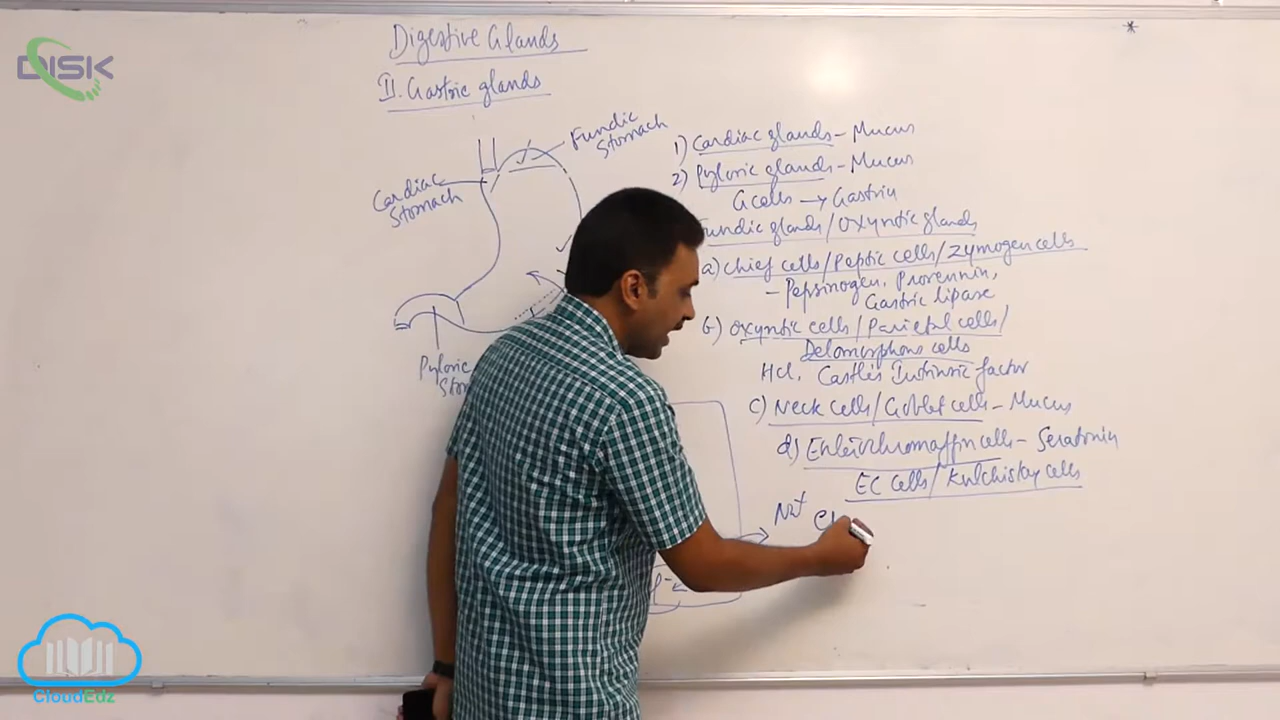 DISK
Digestive Glands
II. Gastric glands
Fundic
Stomach
Cardiac
Stomach
Pyloric
1) Cardiac glands - Mucus
2) Pyloric glands - Mucus
G cells → Gastrin
Fundic glands / Oxyntic glands
a) Chief cells / Peptic cells / Zymogen cells
- Pepsinogen, Prorennin,
Gastric lipase
b) Oxyntic cells / Parietal cells /
Delomorphous cells
HCl, Castle's Intrinsic factor
c) Neck cells / Goblet cells - Mucus
d) Enterochromaffin cells - Seratonin
EC cells / Kulchisky cells
Na+ Cl
CloudEdz